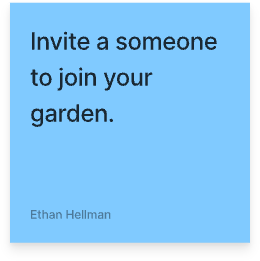 Invite a someone
to join your
garden.
Ethan Hellman